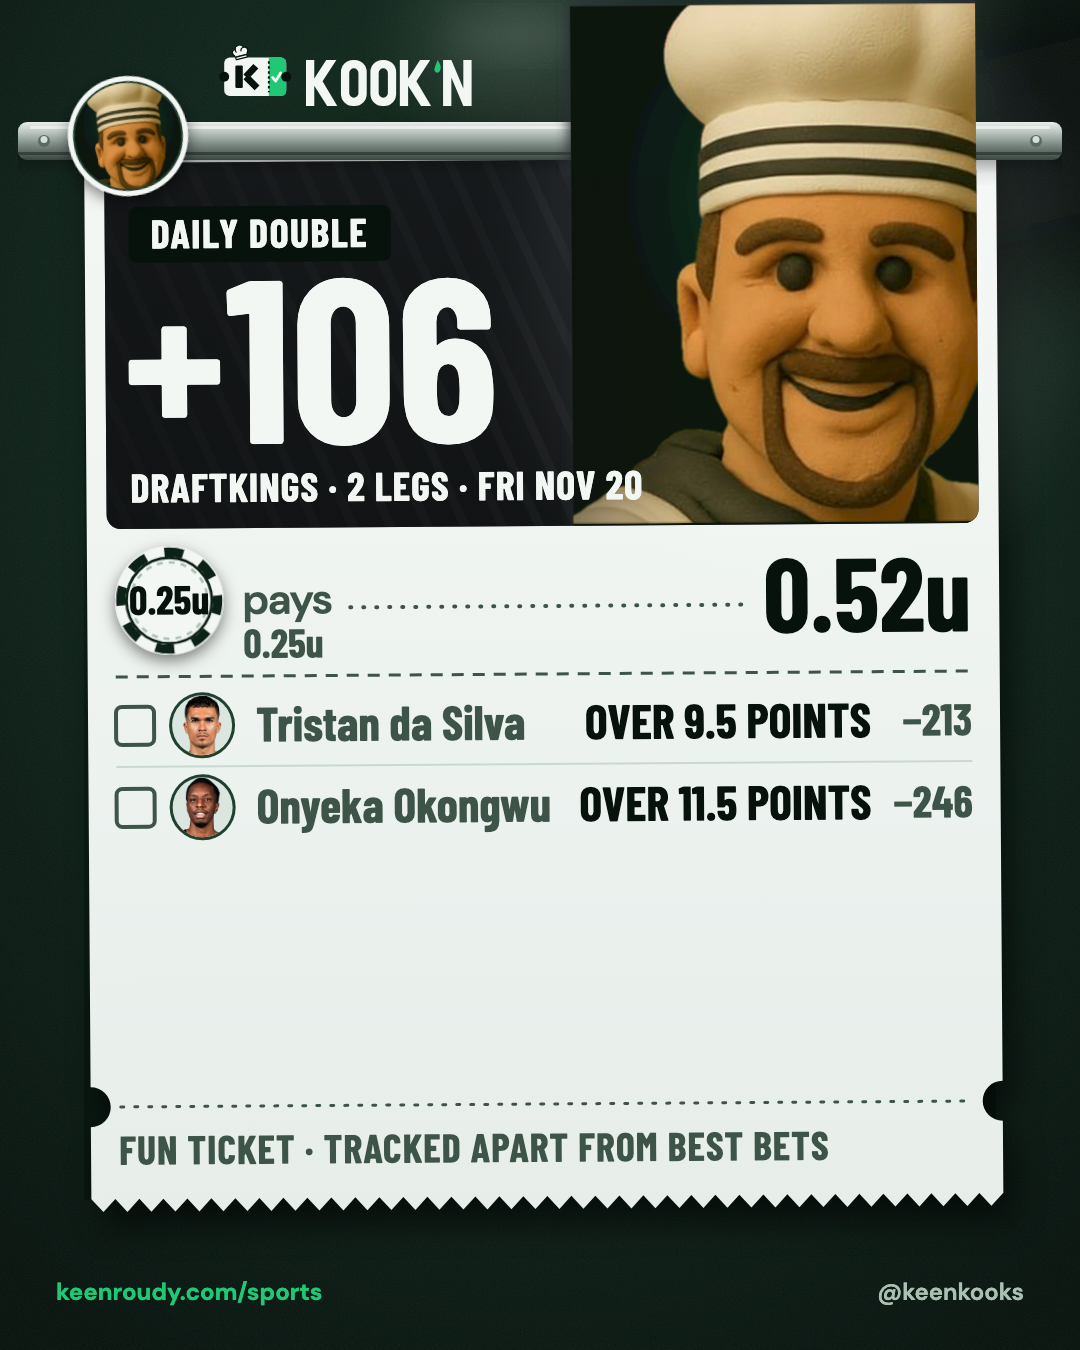 K KOOK'N
DAILY DOUBLE
+106
DRAFTKINGS · 2 LEGS · FRI NOV 20
0.25u pays 0.52u
0.25u
Tristan da Silva OVER 9.5 POINTS −213
Onyeka Okongwu OVER 11.5 POINTS −246
FUN TICKET · TRACKED APART FROM BEST BETS
keenroudy.com/sports @keenkooks